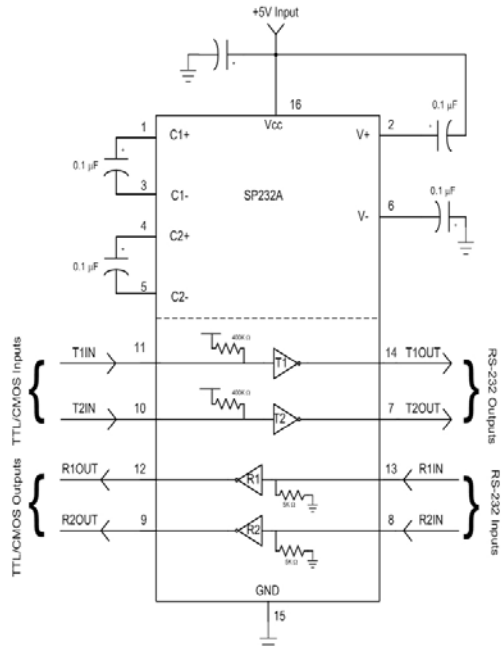 +5V Input
16
Vcc
0.1 µF
1
C1+
V+
2
0.1 µF
3
C1-
SP232A
0.1 µF
4
C2+
V-
6
0.1 µF
5
C2-
TTL/CMOS Inputs
T1IN
11
400KΩ
T1
14
T1OUT
T2IN
10
400KΩ
T2
7
T2OUT
RS-232 Outputs
TTL/CMOS Outputs
R1OUT
12
R1
5KΩ
13
R1IN
R2OUT
9
R2
5KΩ
8
R2IN
RS-232 Inputs
GND
15